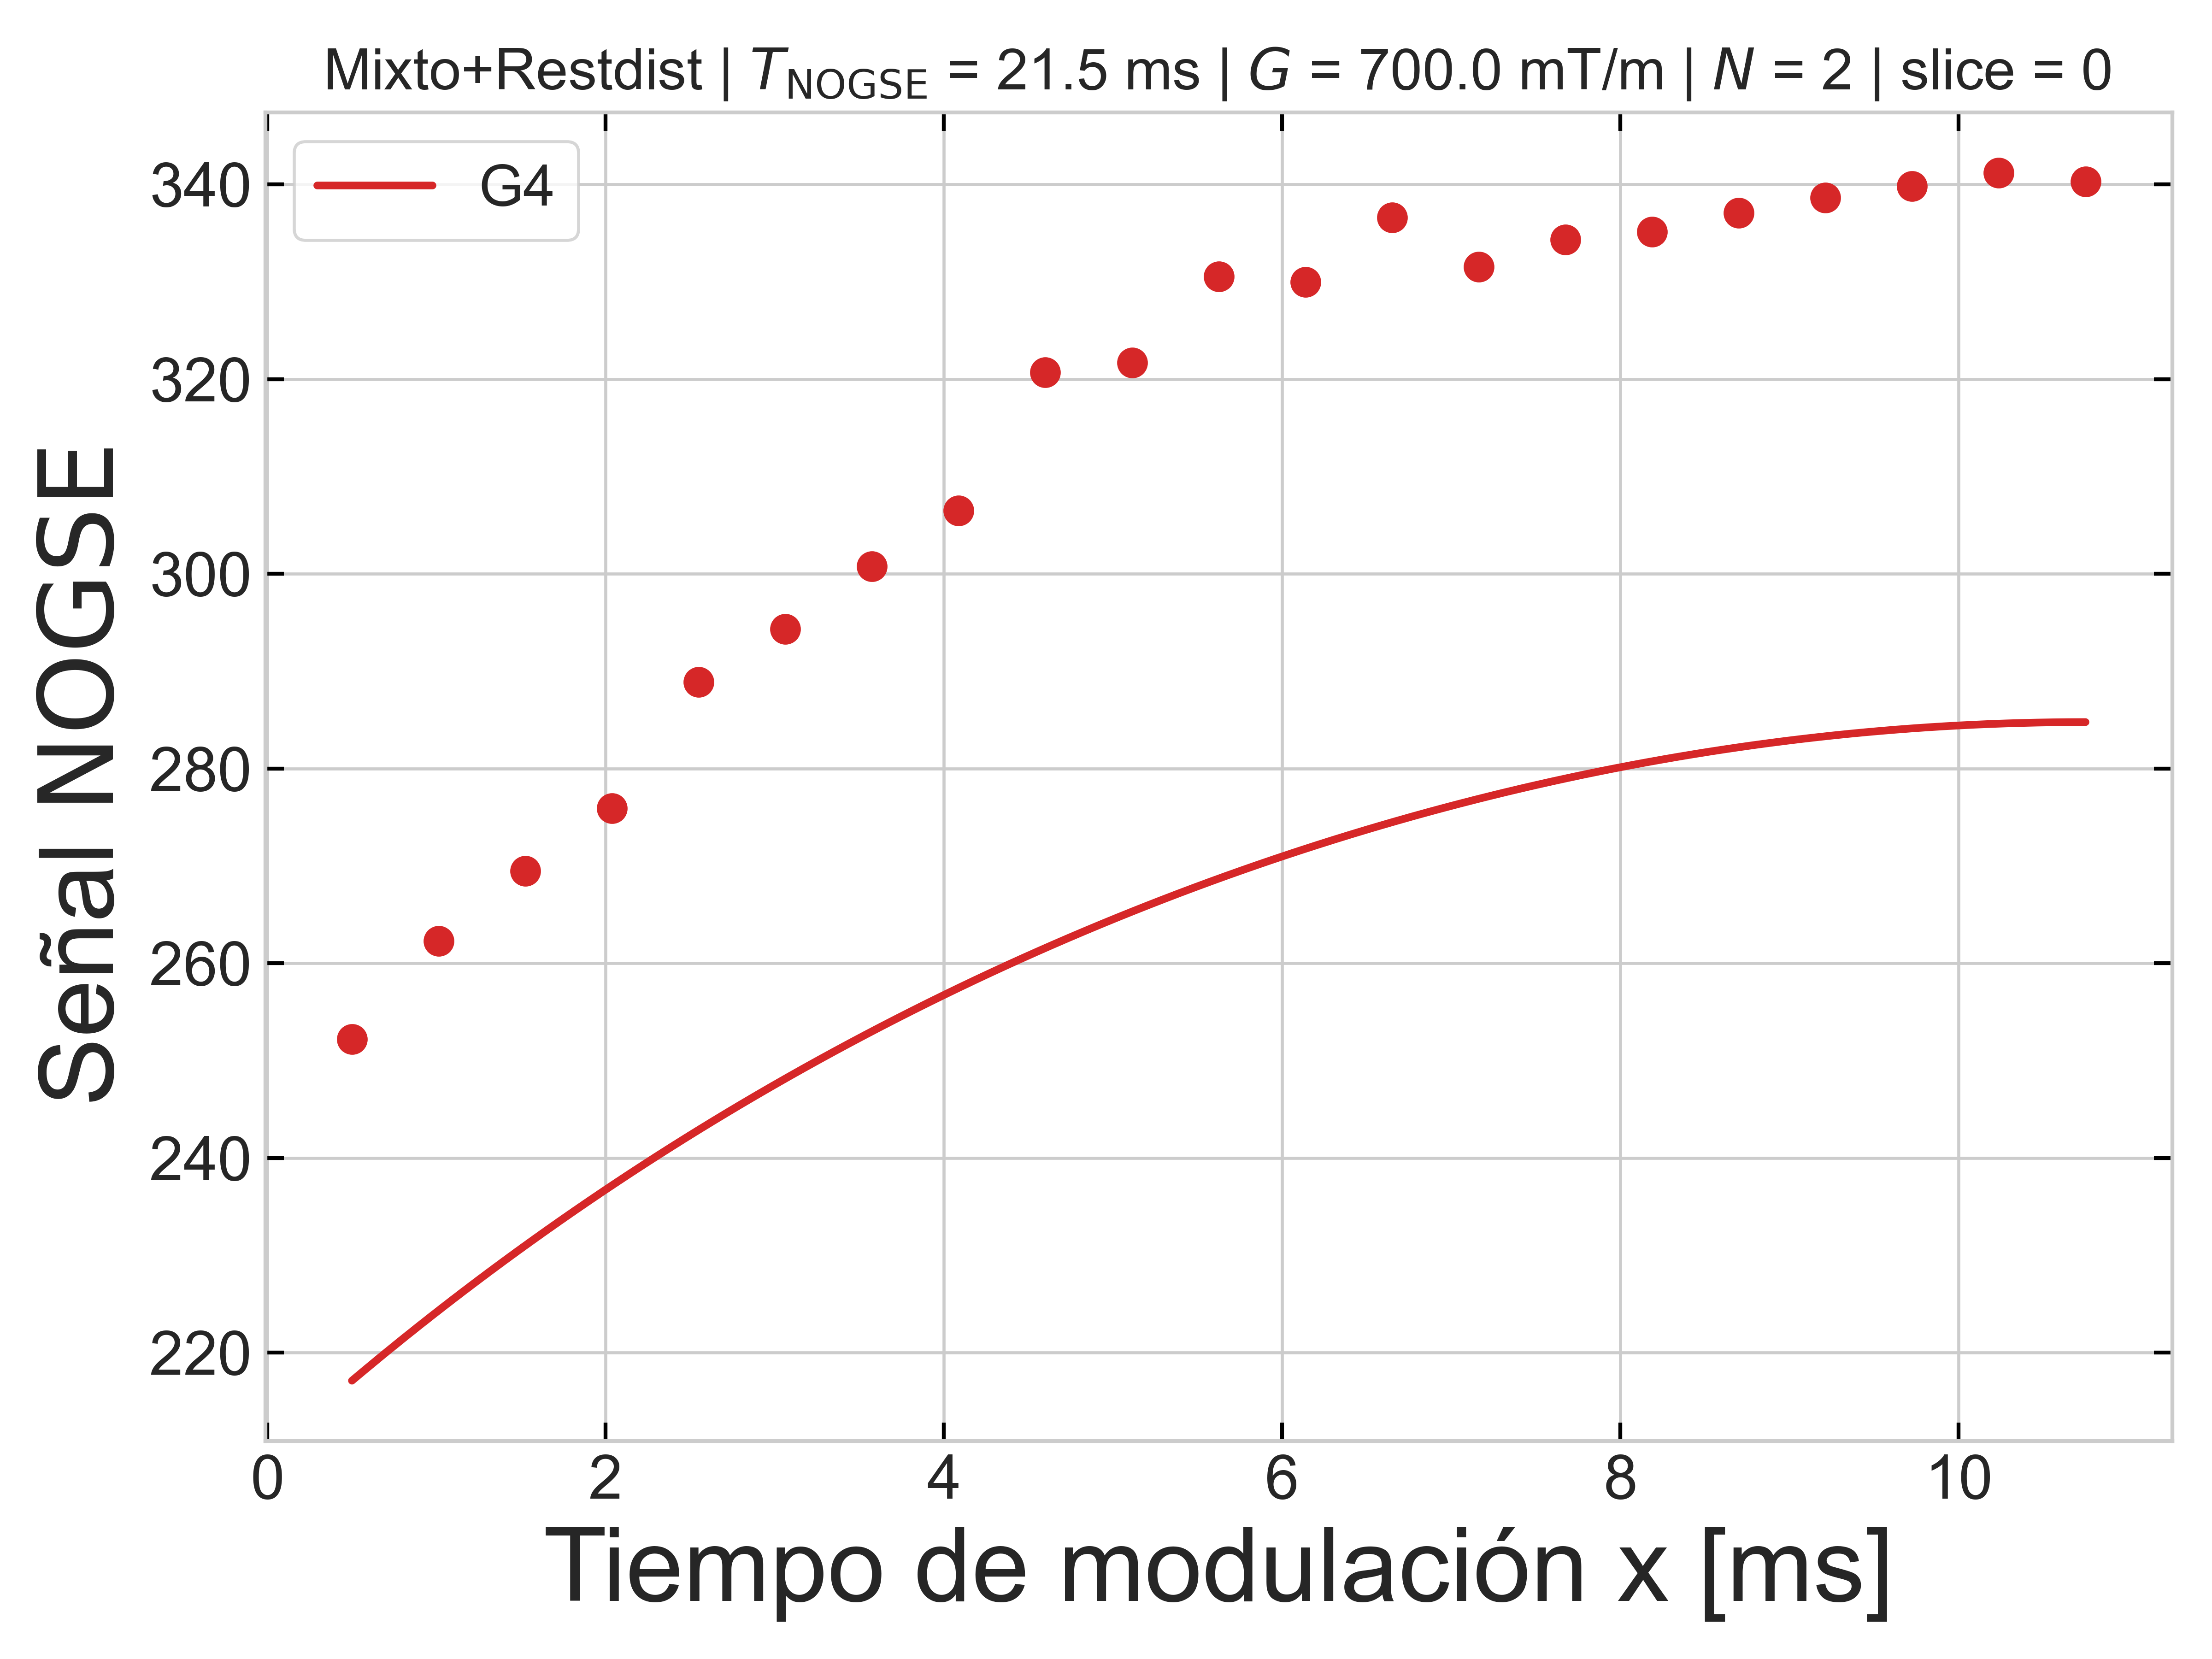 Mixto+Restdist | T_NOGSE = 21.5 ms | G = 700.0 mT/m | N = 2 | slice = 0
G4
Señal NOGSE
340
320
300
280
260
240
220
0 2 4 6 8 10
Tiempo de modulación x [ms]